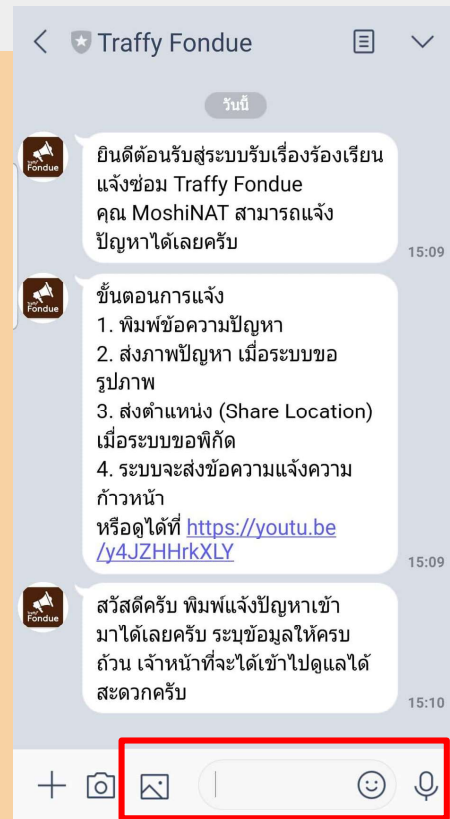 Traffy Fondue
วันนี้
ยินดีต้อนรับสู่ระบบรับเรื่องร้องเรียน
แจ้งซ่อม Traffy Fondue
คุณ MoshiNAT สามารถแจ้ง
ปัญหาได้เลยครับ
15:09
Fondue
ขั้นตอนการแจ้ง
1. พิมพ์ข้อความปัญหา
2. ส่งภาพปัญหา เมื่อระบบขอ
รูปภาพ
3. ส่งตำแหน่ง (Share Location)
เมื่อระบบขอพิกัด
4. ระบบจะส่งข้อความแจ้งความ
ก้าวหน้า
หรือดูได้ที่ https://youtu.be
/y4JZHHrkXLY
15:09
Fondue
สวัสดีครับ พิมพ์แจ้งปัญหาเข้า
มาได้เลยครับ ระบุข้อมูลให้ครบ
ถ้วน เจ้าหน้าที่จะได้เข้าไปดูแลได้
สะดวกครับ
15:10
Fondue